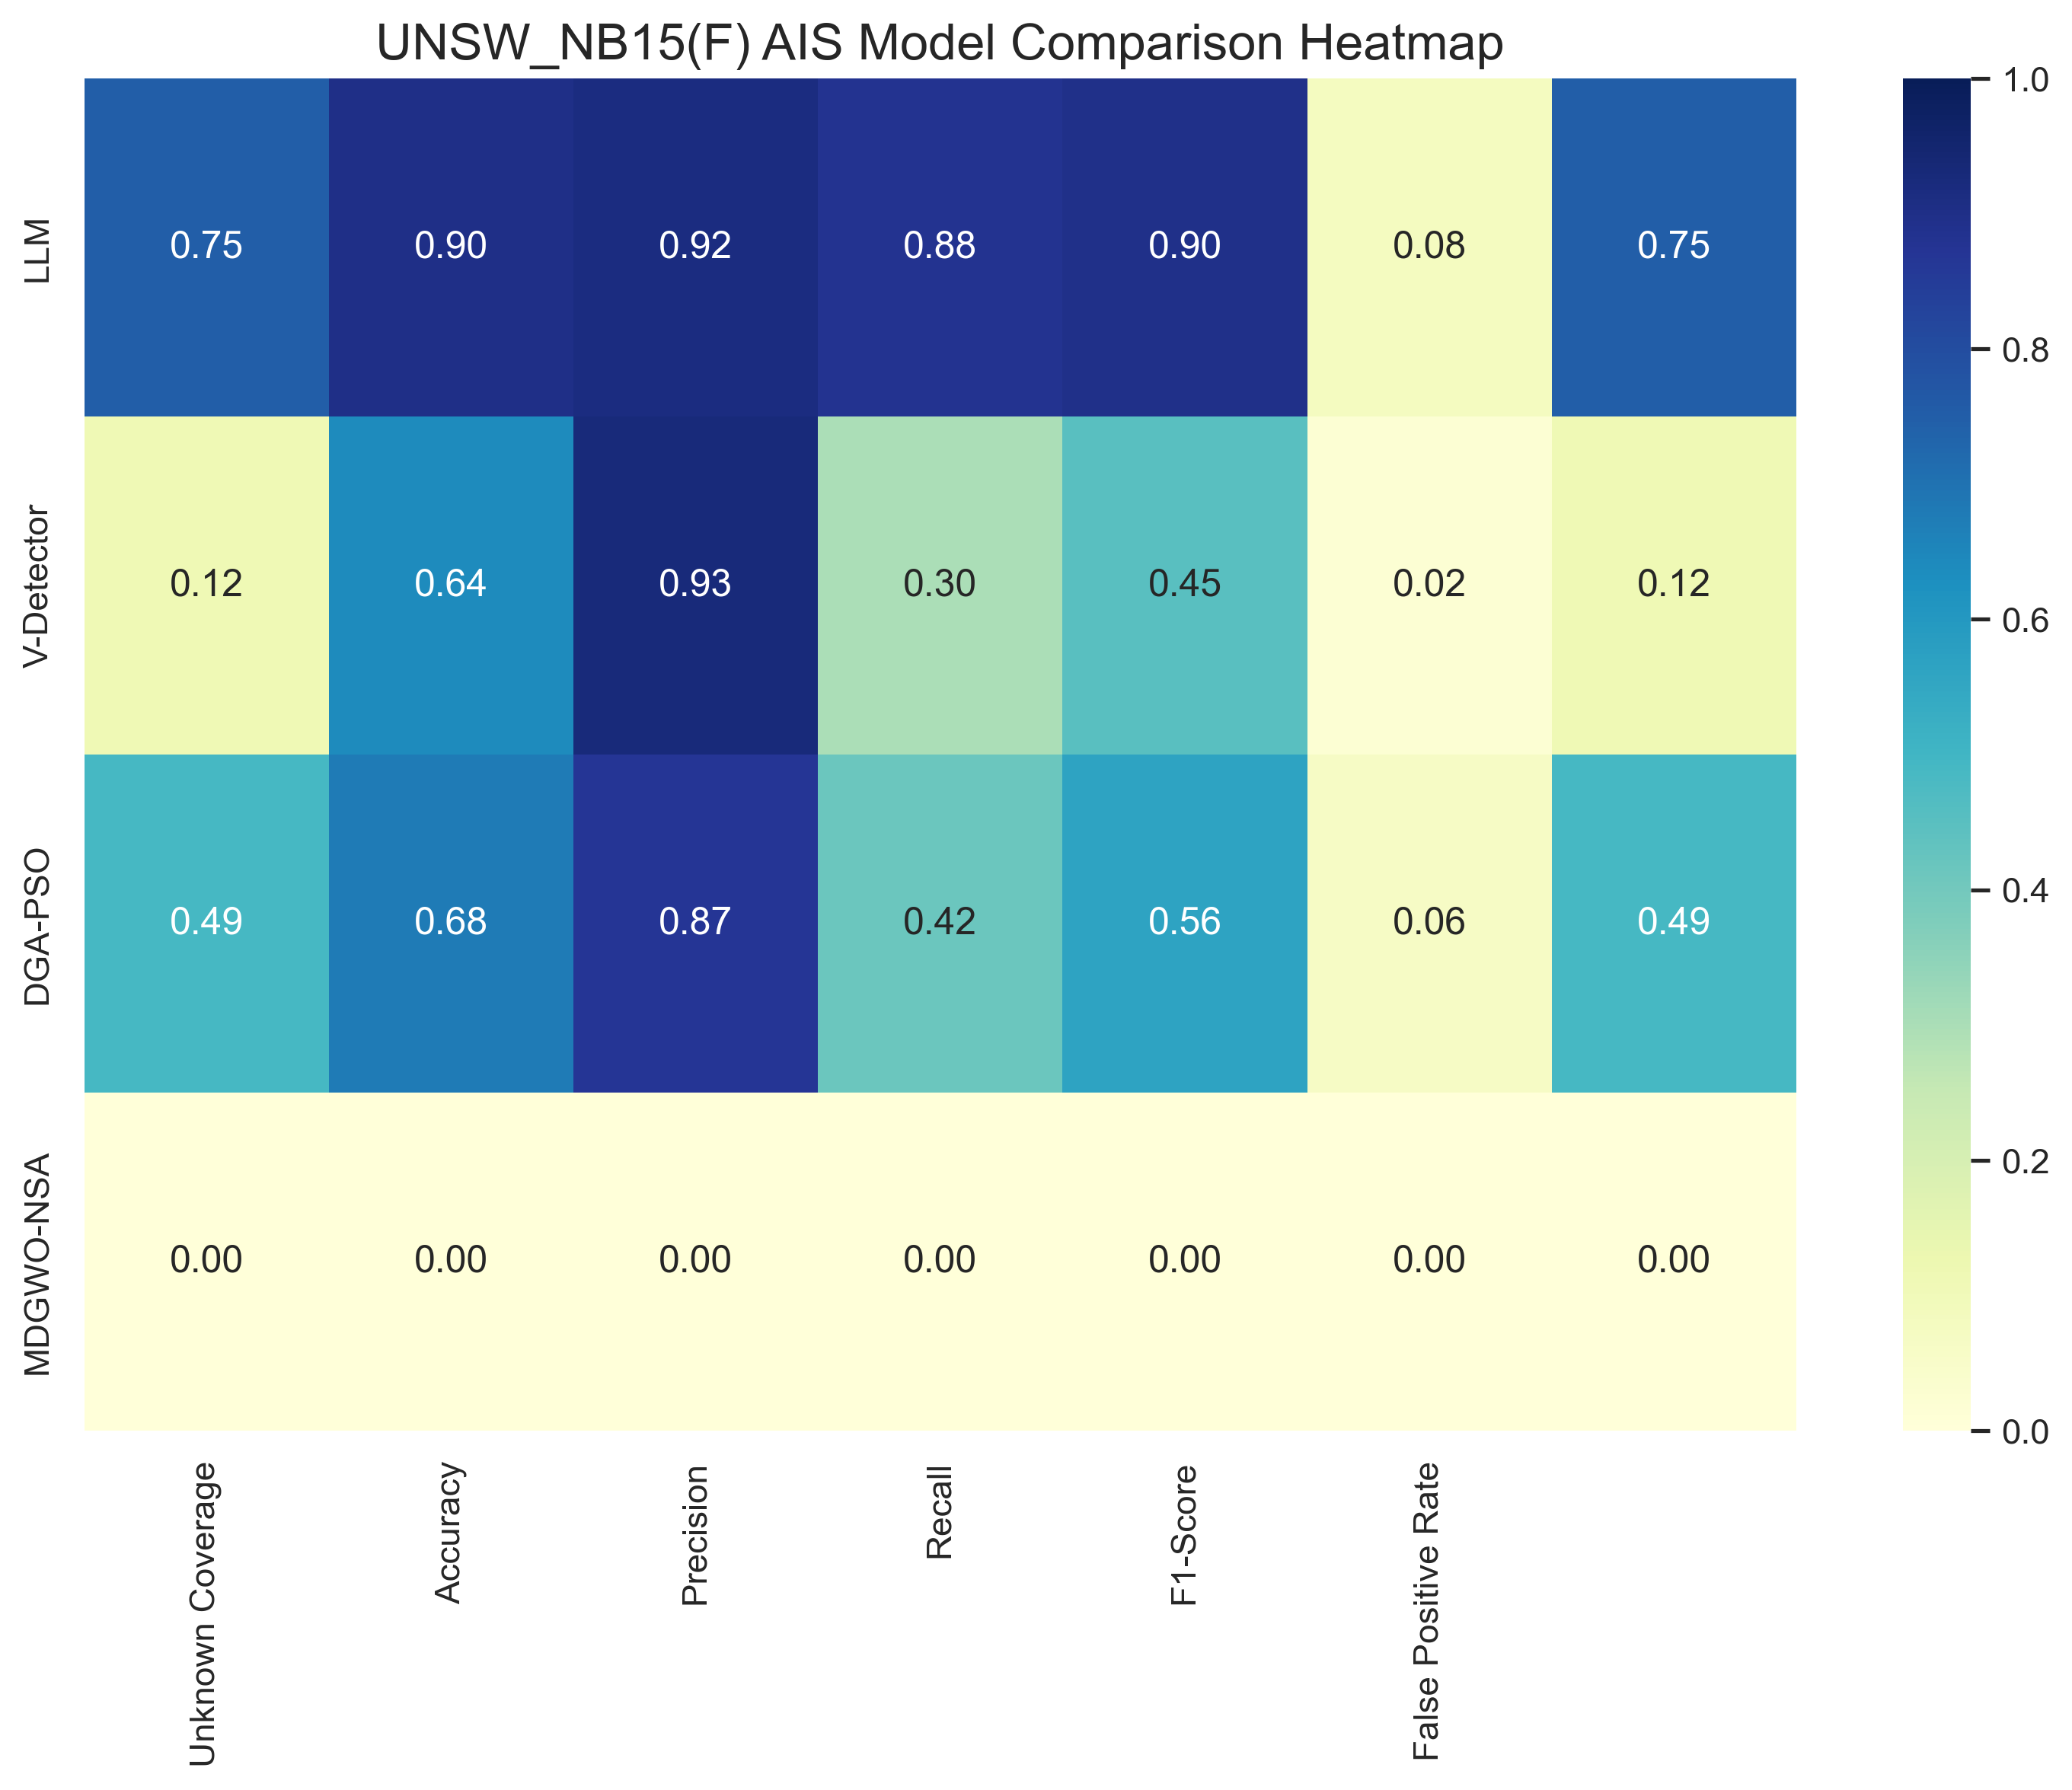 UNSW_NB15(F) AIS Model Comparison Heatmap
LLM
0.75 0.90 0.92 0.88 0.90 0.08 0.75
V-Detector
0.12 0.64 0.93 0.30 0.45 0.02 0.12
DGA-PSO
0.49 0.68 0.87 0.42 0.56 0.06 0.49
MDGWO-NSA
0.00 0.00 0.00 0.00 0.00 0.00 0.00
Unknown Coverage
Accuracy
Precision
Recall
F1-Score
False Positive Rate
1.0
0.8
0.6
0.4
0.2
0.0